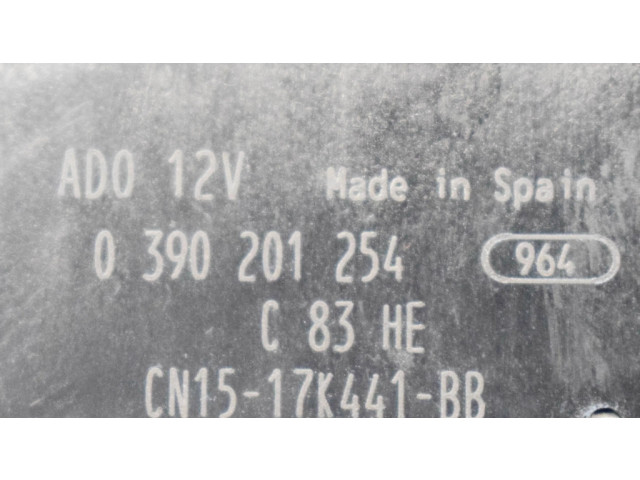 ADO 12V Made in Spain
0 390 201 254 964
C 83 HE
CN15-17K441-BB